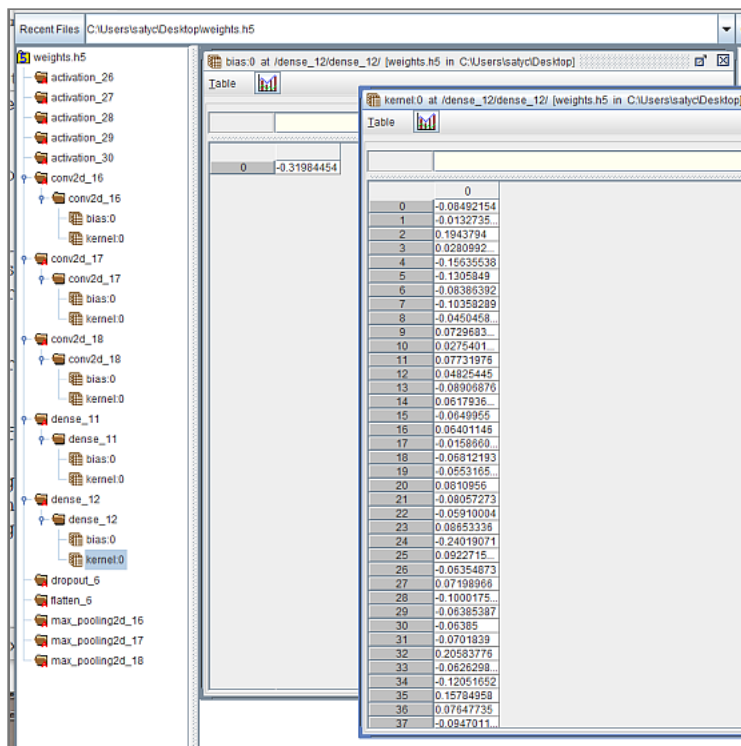 Recent Files C:\Users\satyc\Desktop\weights.h5
weights.h5
activation_26
activation_27
activation_28
activation_29
activation_30
conv2d_16
conv2d_16
bias:0
kernel:0
conv2d_17
conv2d_17
bias:0
kernel:0
conv2d_18
conv2d_18
bias:0
kernel:0
dense_11
dense_11
bias:0
kernel:0
dense_12
dense_12
bias:0
kernel:0
dropout_6
flatten_6
max_pooling2d_16
max_pooling2d_17
max_pooling2d_18
bias:0 at /dense_12/dense_12/ [weights.h5 in C:\Users\satyc\Desktop]
Table
0 -0.31984454
kernel:0 at /dense_12/dense_12/ [weights.h5 in C:\Users\satyc\Desktop]
Table
0
0 -0.08492154
1 -0.0132735...
2 0.1943794
3 0.0280992...
4 -0.15635538
5 -0.1305849
6 -0.08386392
7 -0.10358289
8 -0.0450458...
9 0.0729683...
10 0.0275401...
11 0.07731976
12 0.04825445
13 -0.08906876
14 0.0617936...
15 -0.0649955
16 0.06401146
17 -0.0158660...
18 -0.06812193
19 -0.0553165...
20 0.0810956
21 -0.08057273
22 -0.05910004
23 0.08653336
24 -0.24019071
25 0.0922715...
26 -0.06354873
27 0.07198966
28 -0.1000175...
29 -0.06385387
30 -0.06385
31 -0.0701839
32 0.20583776
33 -0.0626298...
34 -0.12051652
35 0.15784958
36 0.07647735
37 -0.0947011...